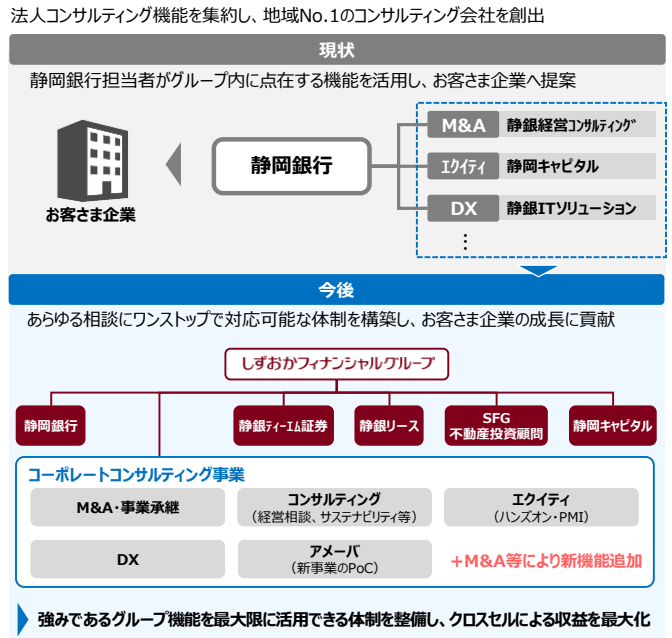 法人コンサルティング機能を集約し、地域No.1のコンサルティング会社を創出
現状
静岡銀行担当者がグループ内に点在する機能を活用し、お客さま企業へ提案
お客さま企業
静岡銀行
M&A 静銀経営コンサルティング
エクイティ 静岡キャピタル
DX 静銀ITソリューション
⋮
今後
あらゆる相談にワンストップで対応可能な体制を構築し、お客さま企業の成長に貢献
しずおかフィナンシャルグループ
静岡銀行
静銀ティーエム証券
静銀リース
SFG
不動産投資顧問
静岡キャピタル
コーポレートコンサルティング事業
M&A・事業承継
コンサルティング
（経営相談、サステナビリティ等）
エクイティ
（ハンズオン・PMI）
DX
アメーバ
（新事業のPoC）
＋M&A等により新機能追加
強みであるグループ機能を最大限に活用できる体制を整備し、クロスセルによる収益を最大化